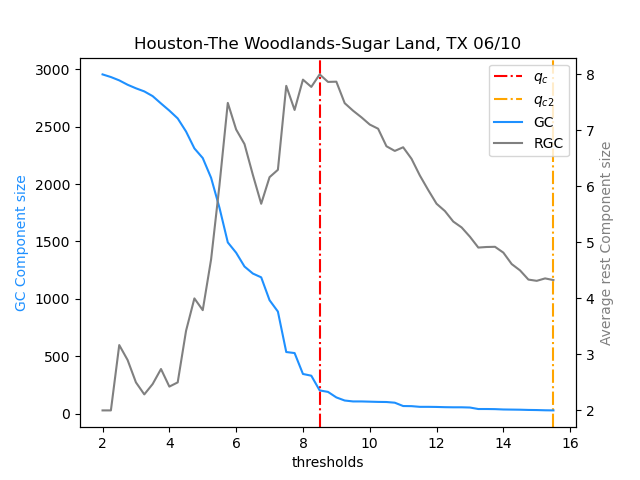 Houston-The Woodlands-Sugar Land, TX 06/10
GC Component size
3000
2500
2000
1500
1000
500
0
2 4 6 8 10 12 14 16
thresholds
8
7
6
5
4
3
2
Average rest Component size
q_c
q_c2
GC
RGC